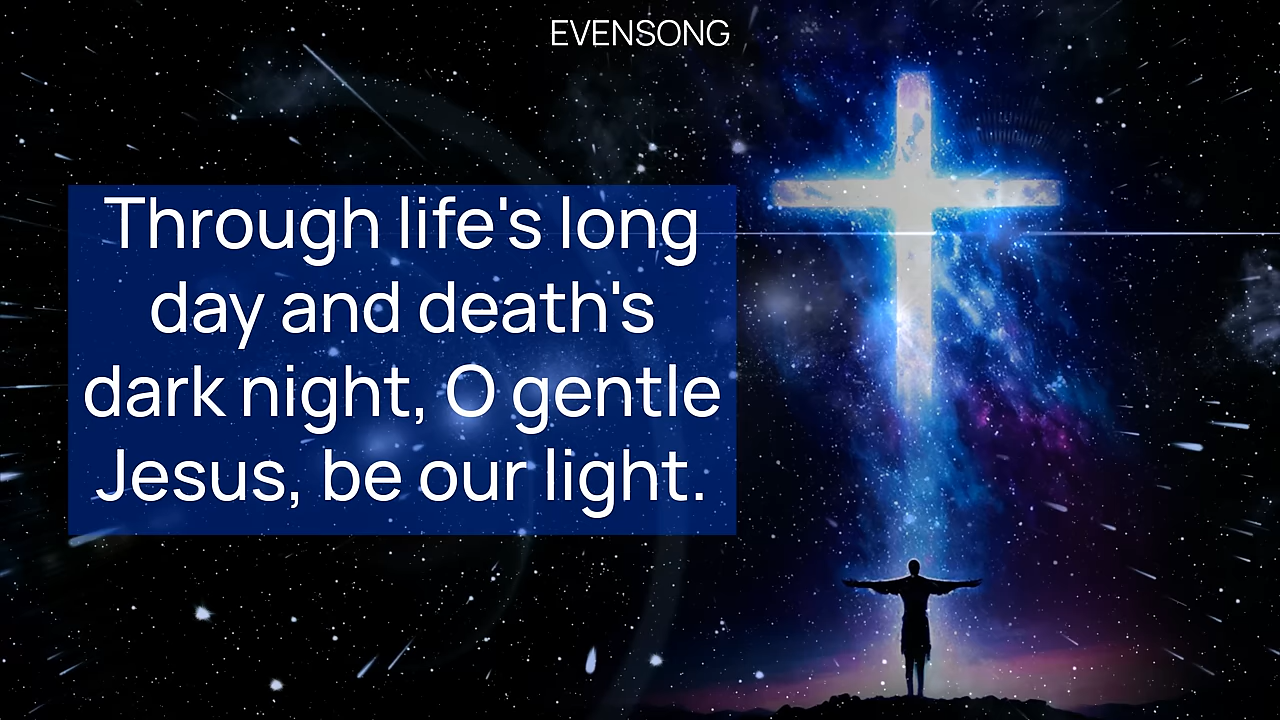 EVENSONG
Through life's long
day and death's
dark night, O gentle
Jesus, be our light.